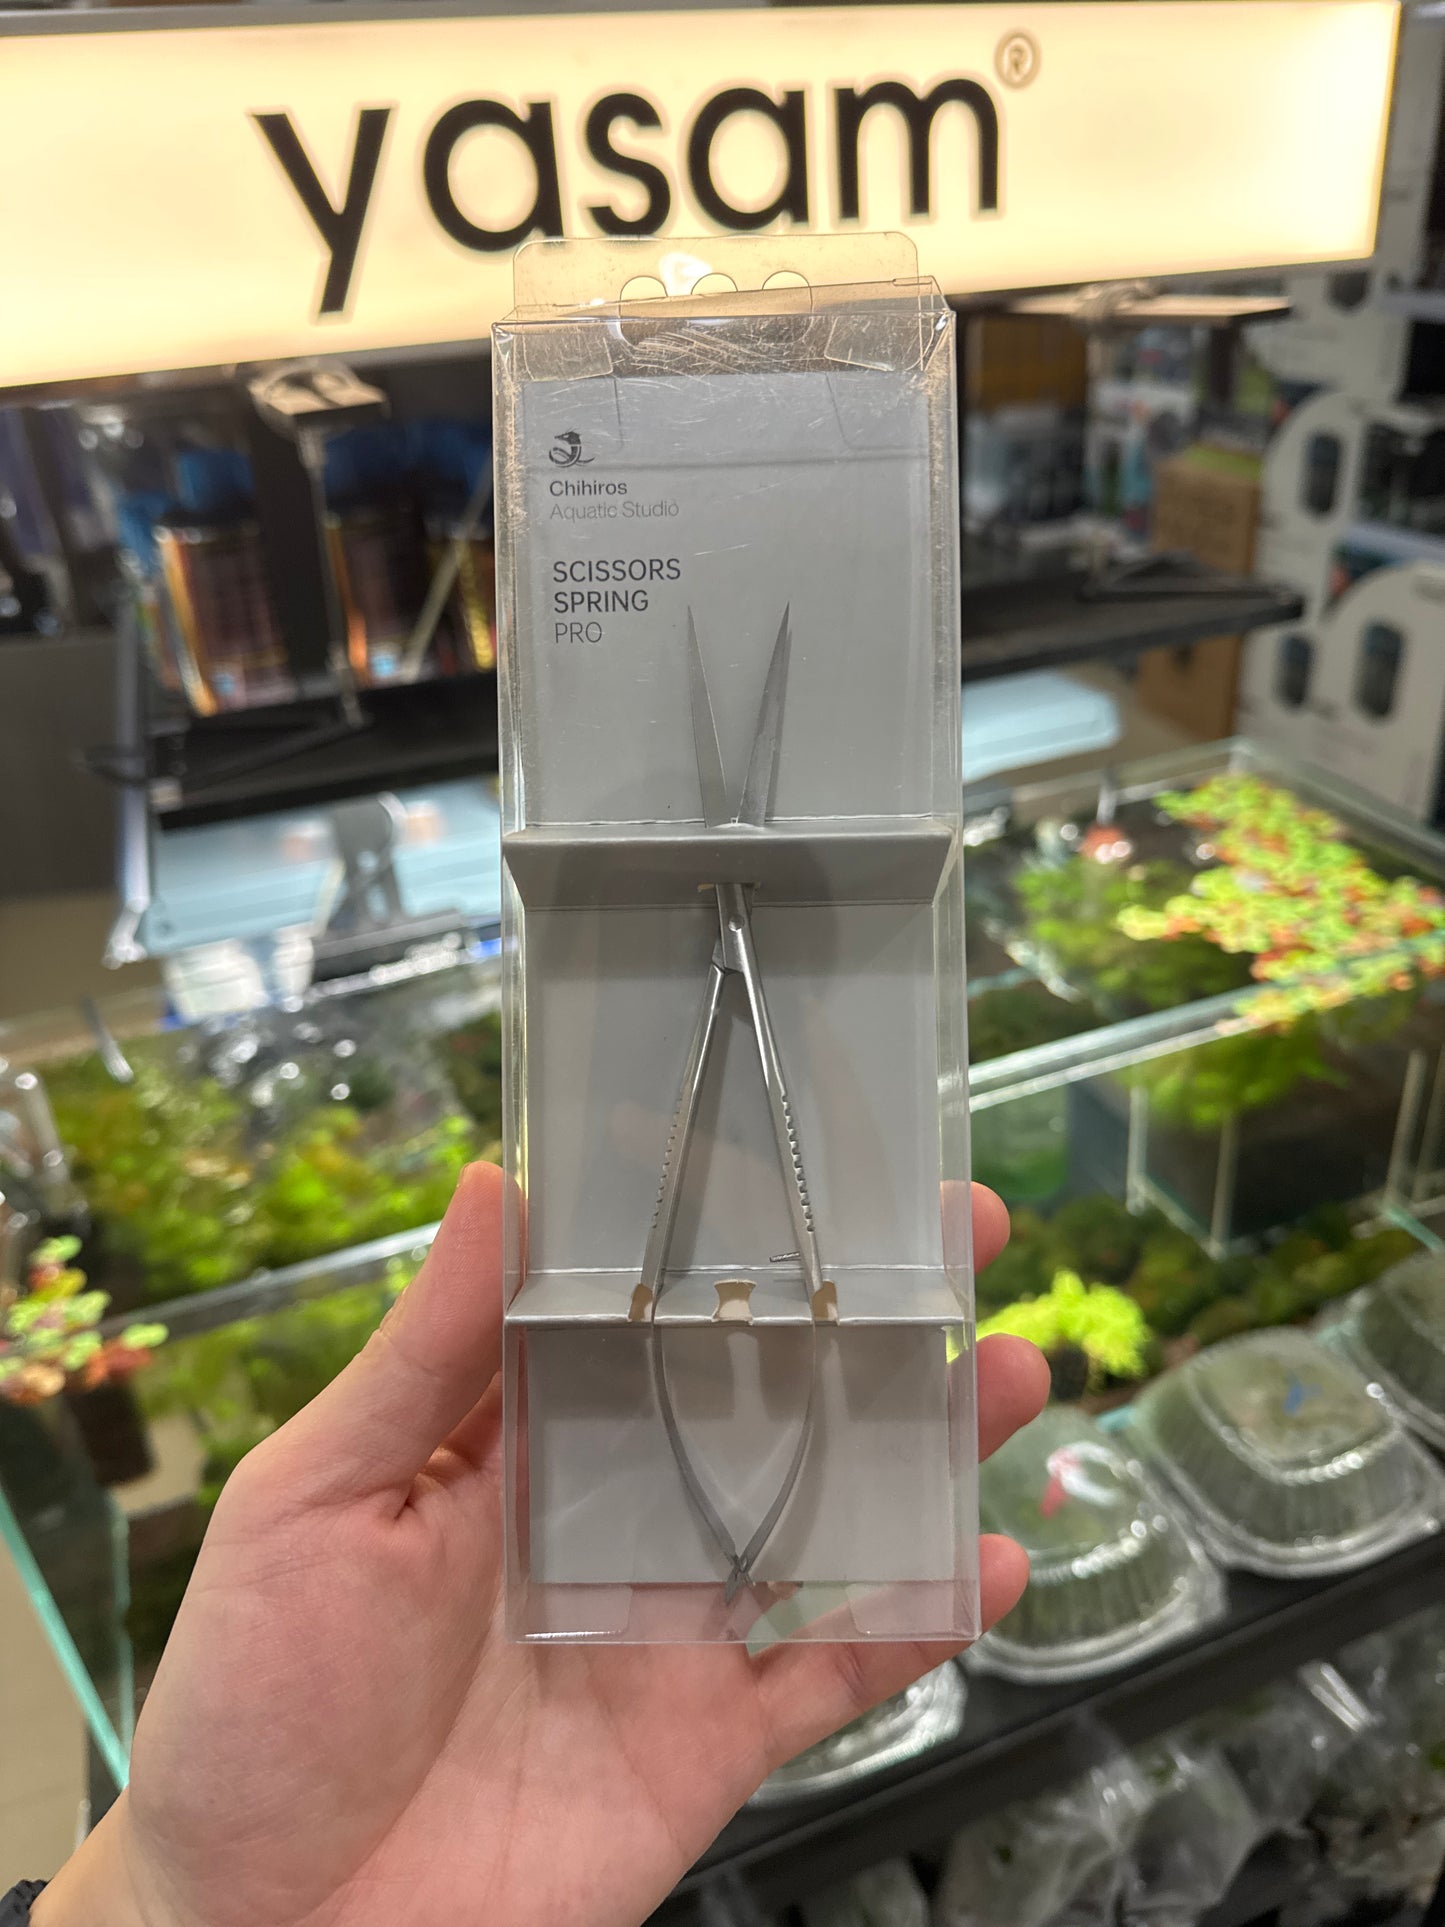 yasam®
Chihiros
Aquatic Studio
SCISSORS
SPRING
PRO